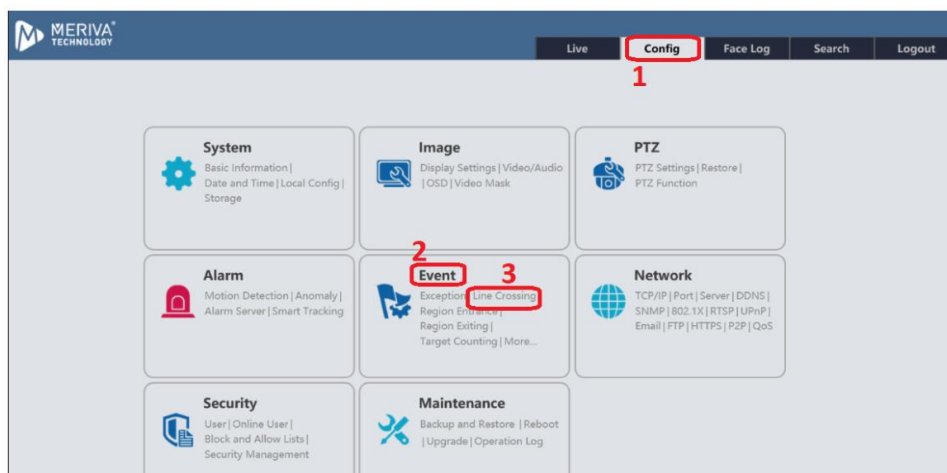 MERIVA®
TECHNOLOGY
Live Config Face Log Search Logout
1
System
Basic Information |
Date and Time | Local Config |
Storage
Image
Display Settings | Video/Audio
| OSD | Video Mask
PTZ
PTZ Settings | Restore |
PTZ Function
Alarm
Motion Detection | Anomaly |
Alarm Server | Smart Tracking
2
Event
3
Exception | Line Crossing
Region Entrance |
Region Exiting |
Target Counting | More...
Network
TCP/IP | Port | Server | DDNS |
SNMP | 802.1X | RTSP | UPnP |
Email | FTP | HTTPS | P2P | QoS
Security
User | Online User |
Block and Allow Lists |
Security Management
Maintenance
Backup and Restore | Reboot
| Upgrade | Operation Log